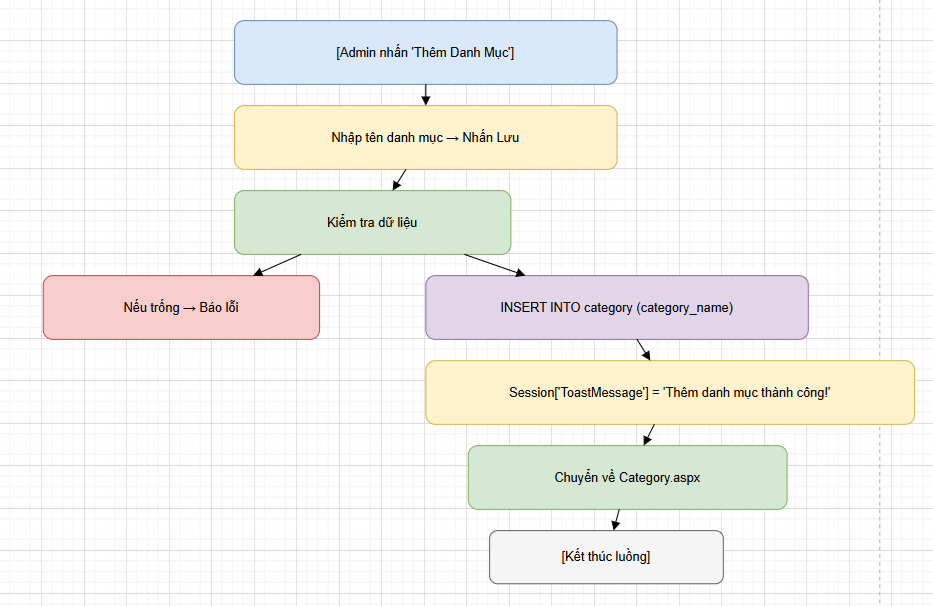 [Admin nhấn 'Thêm Danh Mục']
Nhập tên danh mục → Nhấn Lưu
Kiểm tra dữ liệu
Nếu trống → Báo lỗi
INSERT INTO category (category_name)
Session['ToastMessage'] = 'Thêm danh mục thành công!'
Chuyển về Category.aspx
[Kết thúc luồng]